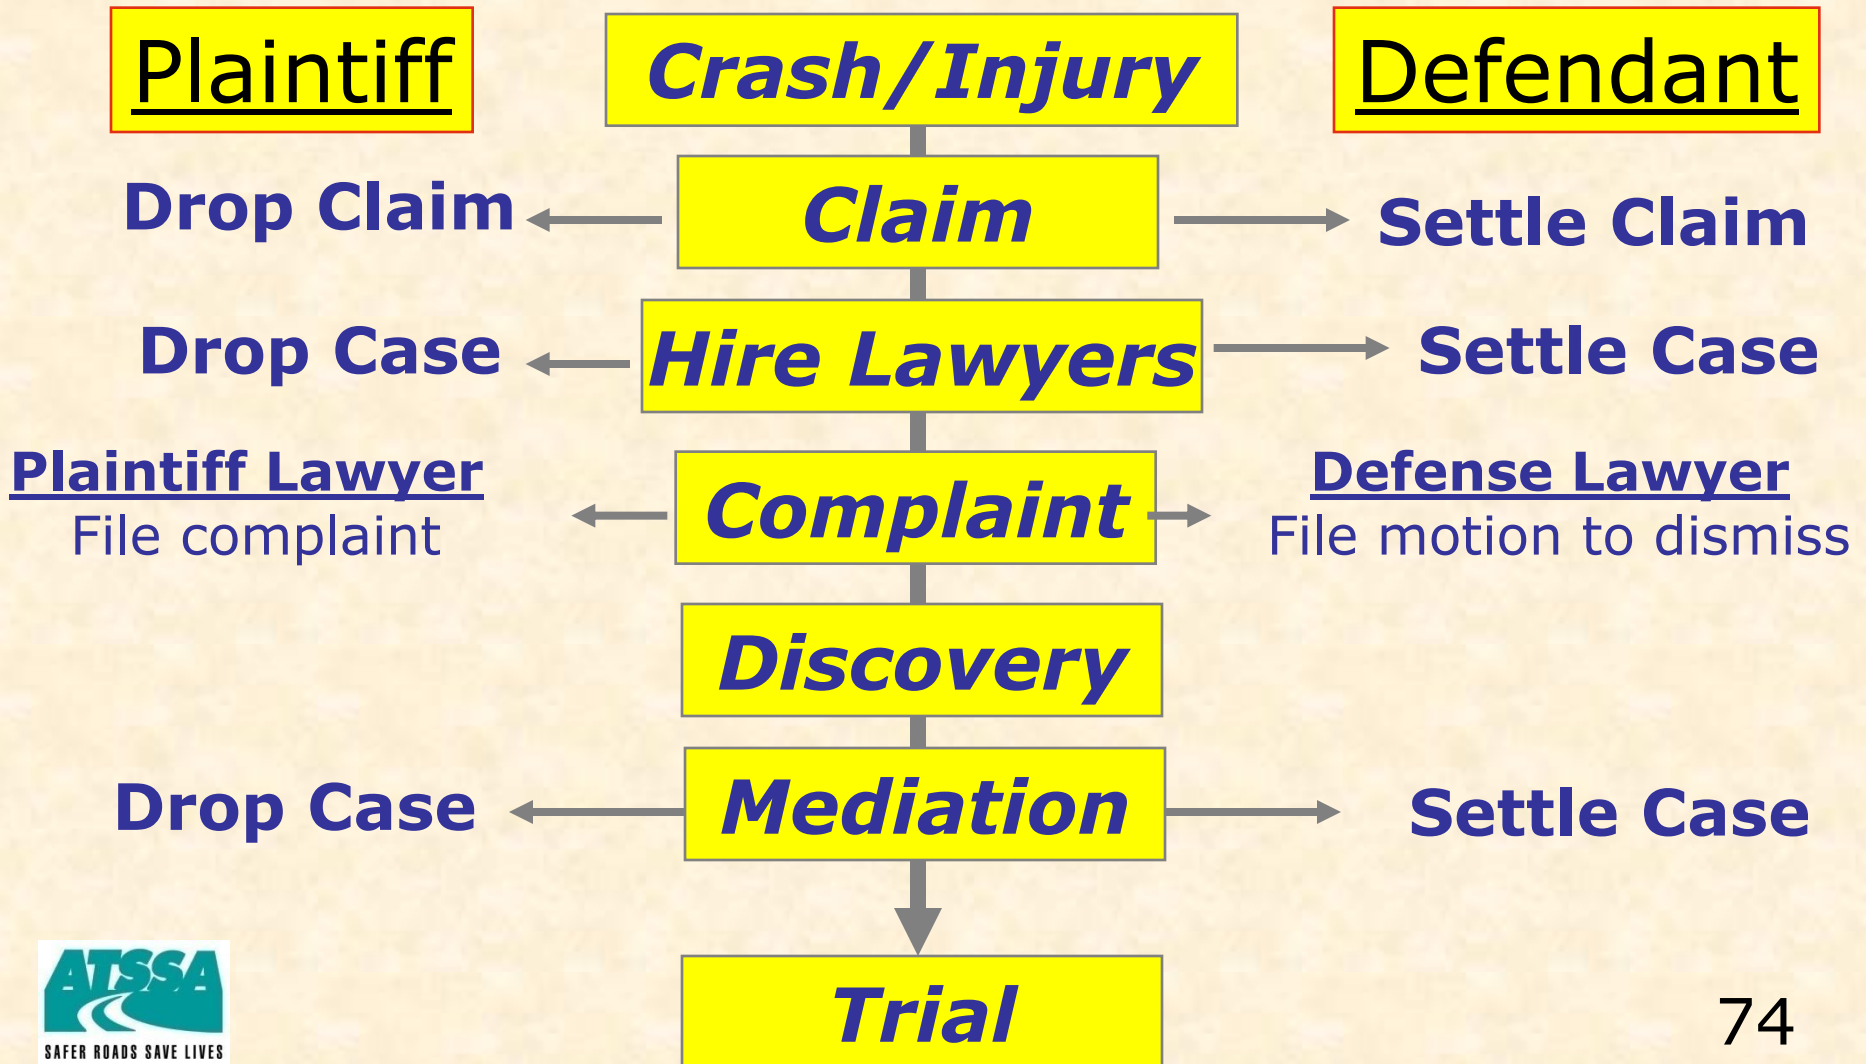 Plaintiff
Crash/Injury
Defendant
Drop Claim
Claim
Settle Claim
Drop Case
Hire Lawyers
Settle Case
Plaintiff Lawyer
File complaint
Complaint
Defense Lawyer
File motion to dismiss
Discovery
Drop Case
Mediation
Settle Case
Trial
ATSSA
SAFER ROADS SAVE LIVES
74